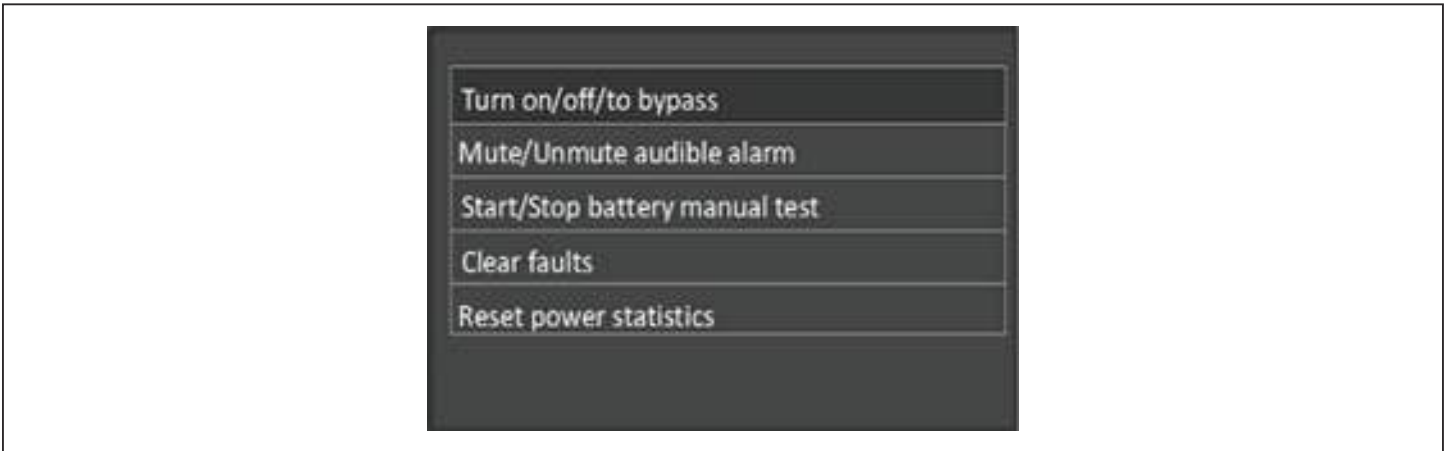 Turn on/off/to bypass
Mute/Unmute audible alarm
Start/Stop battery manual test
Clear faults
Reset power statistics